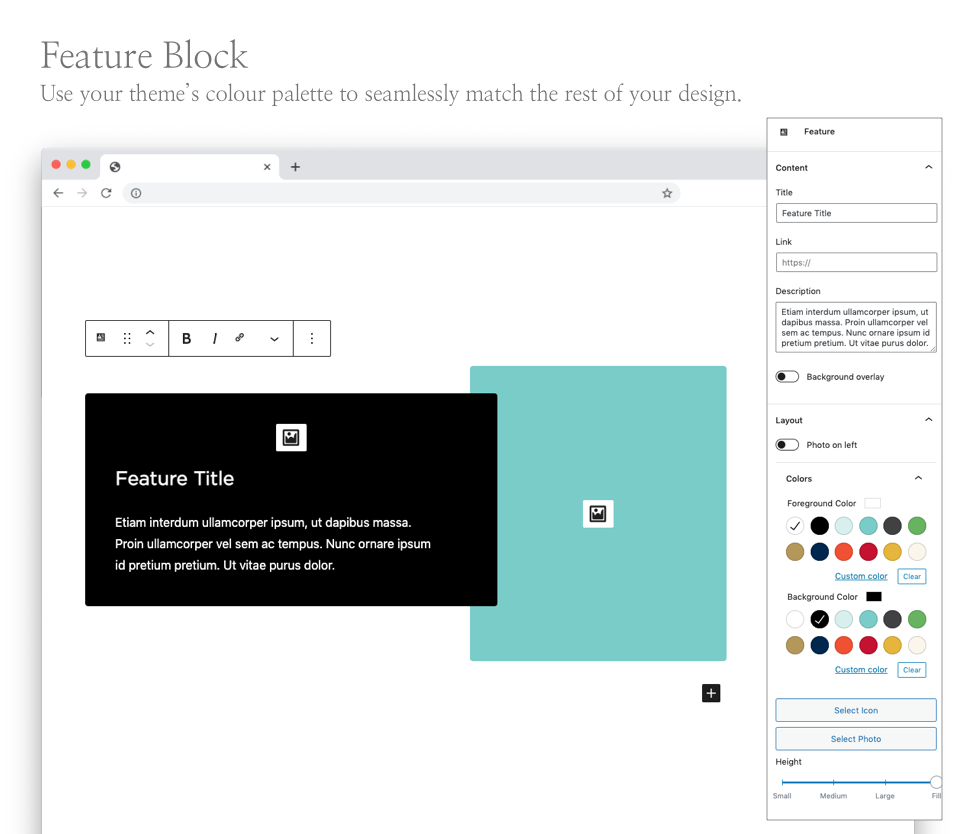 Feature Block
Use your theme's colour palette to seamlessly match the rest of your design.
B I
Feature Title
Etiam interdum ullamcorper ipsum, ut dapibus massa.
Proin ullamcorper vel sem ac tempus. Nunc ornare ipsum
id pretium pretium. Ut vitae purus dolor.
Feature
Content
Title
Feature Title
Link
https://
Description
Etiam interdum ullamcorper ipsum, ut
dapibus massa. Proin ullamcorper vel
sem ac tempus. Nunc ornare ipsum id
pretium pretium. Ut vitae purus dolor.
Background overlay
Layout
Photo on left
Colors
Foreground Color
Custom color Clear
Background Color
Custom color Clear
Select Icon
Select Photo
Height
Small Medium Large Fill